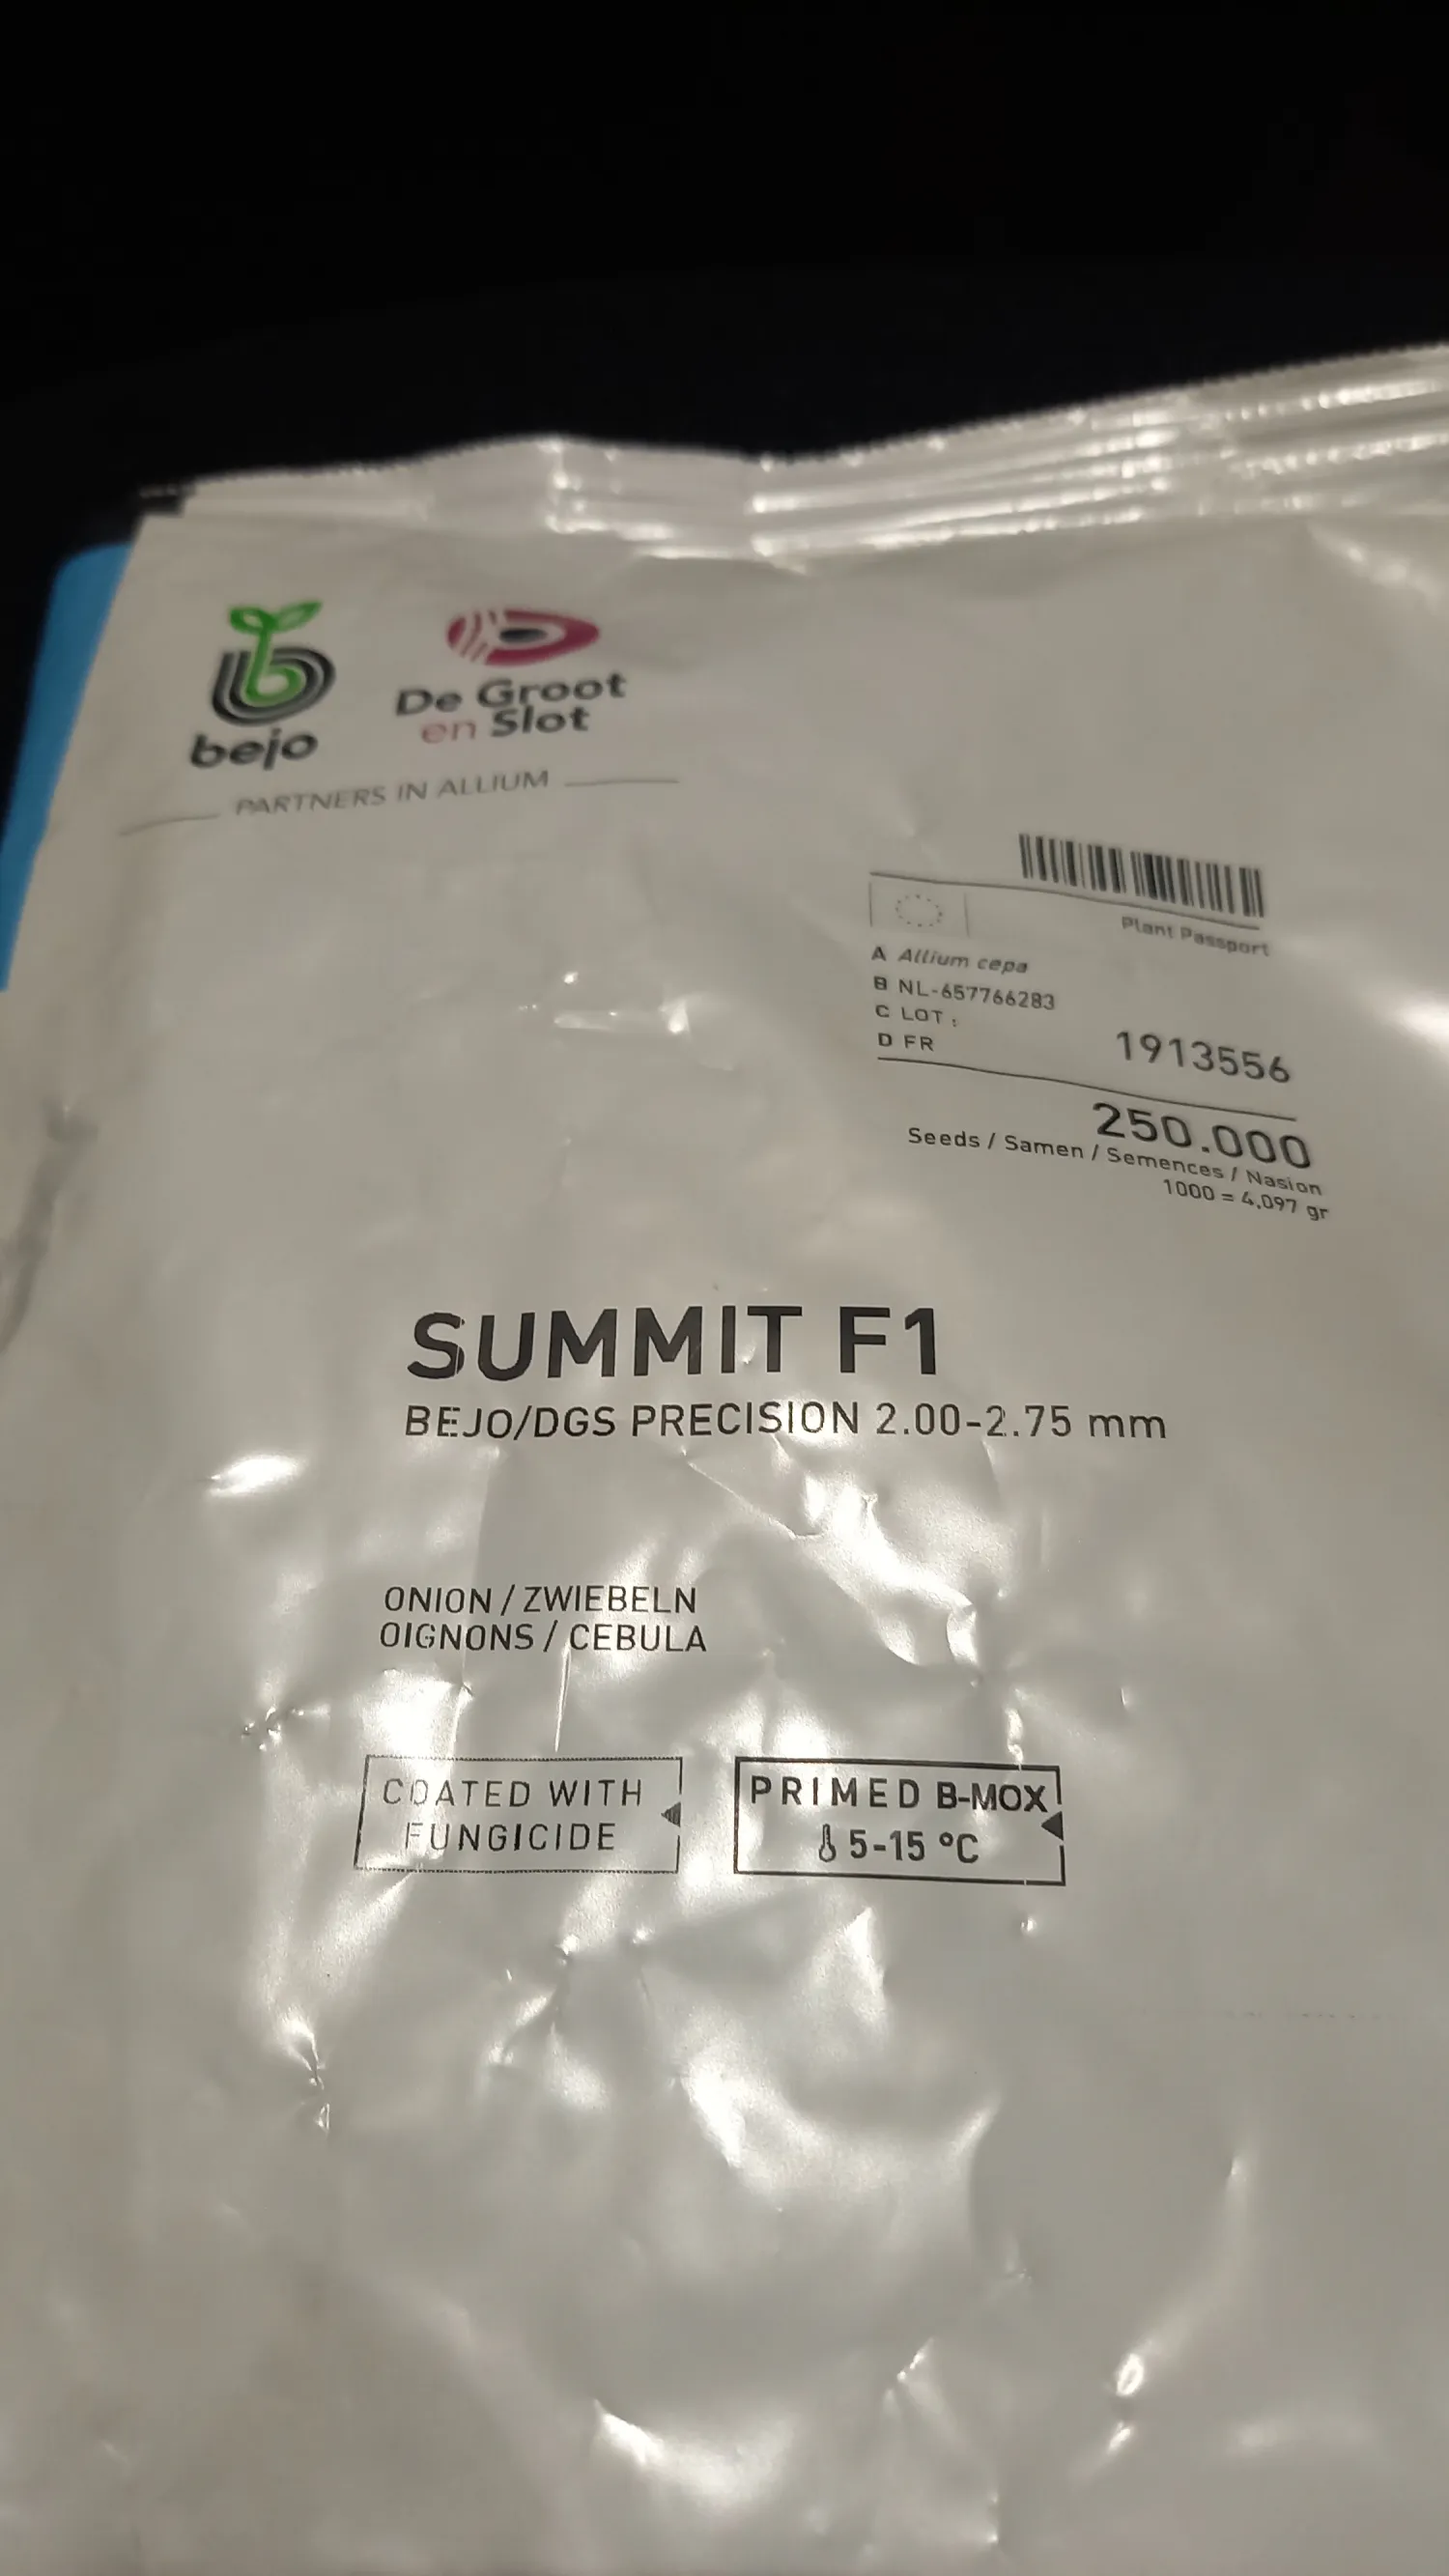 bejo
De Groot
en Slot
PARTNERS IN ALLIUM
Plant Passport
A Allium cepa
B NL-657766283
C LOT : 1913556
D FR
250.000
Seeds / Samen / Semences / Nasion
1000 = 4,097 gr
SUMMIT F1
BEJO/DGS PRECISION 2.00-2.75 mm
ONION / ZWIEBELN
OIGNONS / CEBULA
COATED WITH
FUNGICIDE
PRIMED B-MOX
5-15 °C